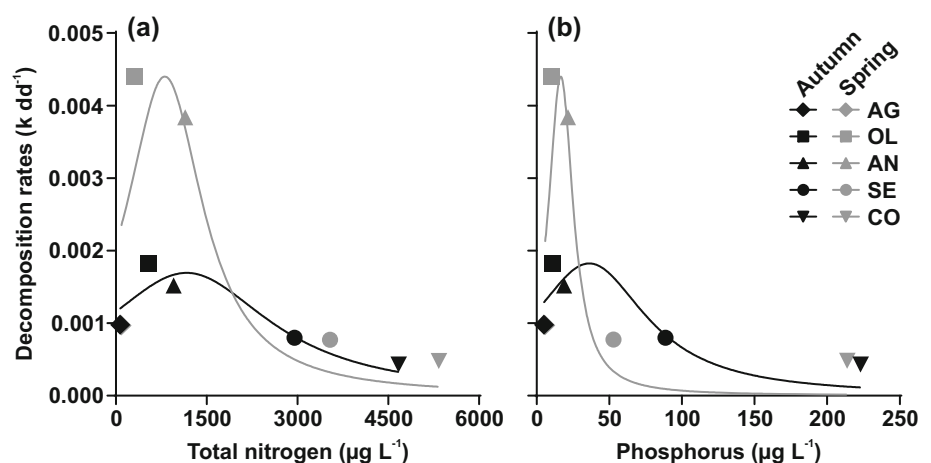 (a)
(b)
Decomposition rates (k dd⁻¹)
0.005
0.004
0.003
0.002
0.001
0.000
0 1500 3000 4500 6000
Total nitrogen (µg L⁻¹)
0 50 100 150 200 250
Phosphorus (µg L⁻¹)
Autumn Spring
AG
OL
AN
SE
CO